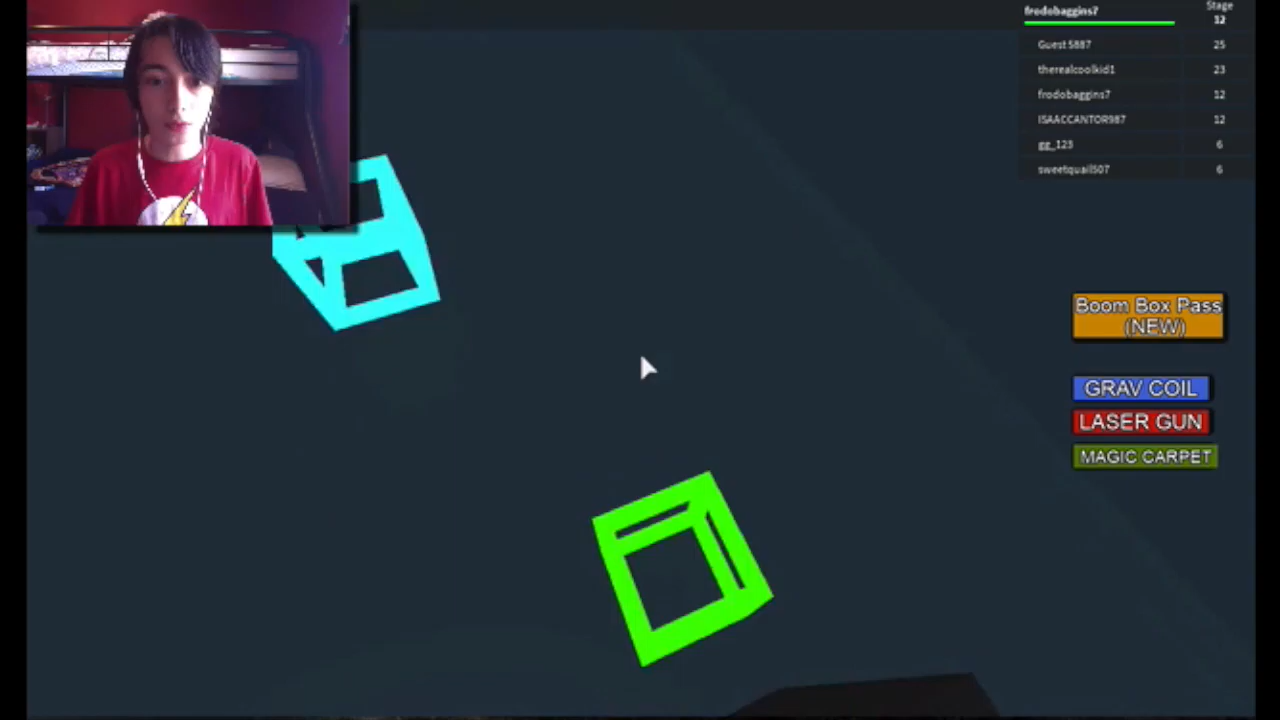 frodobaggins7
Stage
12
Guest 5887 25
therealcoolkid1 23
frodobaggins7 12
ISAACCANTOR987 12
gg_123 6
sweetquail507 6
Boom Box Pass
(NEW)
GRAV COIL
LASER GUN
MAGIC CARPET